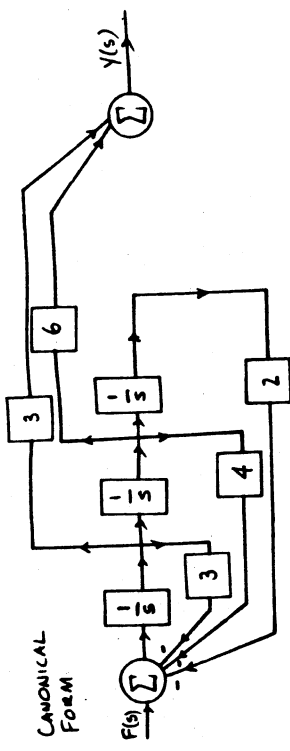 CANONICAL
FORM
F(s)
Σ
1/s
1/s
1/s
3
6
3
4
2
Σ
Y(s)
-
-
-